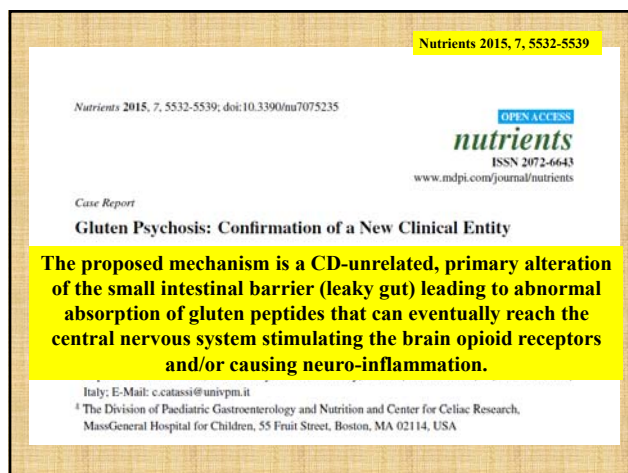 Nutrients 2015, 7, 5532-5539
Nutrients 2015, 7, 5532-5539; doi:10.3390/nu7075235
OPEN ACCESS
nutrients
ISSN 2072-6643
www.mdpi.com/journal/nutrients
Case Report
Gluten Psychosis: Confirmation of a New Clinical Entity
The proposed mechanism is a CD-unrelated, primary alteration
of the small intestinal barrier (leaky gut) leading to abnormal
absorption of gluten peptides that can eventually reach the
central nervous system stimulating the brain opioid receptors
and/or causing neuro-inflammation.
Italy; E-Mail: c.catassi@univpm.it
The Division of Paediatric Gastroenterology and Nutrition and Center for Celiac Research,
MassGeneral Hospital for Children, 55 Fruit Street, Boston, MA 02114, USA